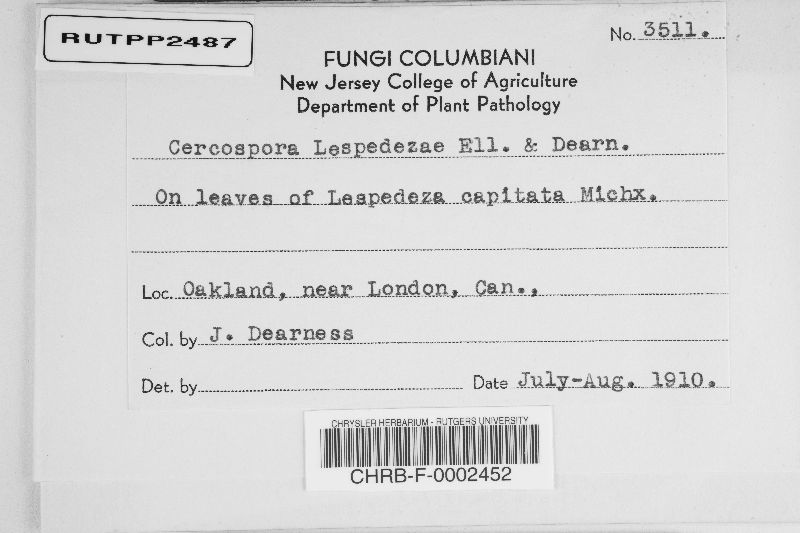 RUTPP2487
No. 3511.
FUNGI COLUMBIANI
New Jersey College of Agriculture
Department of Plant Pathology
Cercospora Lespedezae Ell. & Dearn.
On leaves of Lespedeza capitata Michx.
Loc. Oakland, near London, Can.,
Col. by J. Dearness
Det. by
Date July-Aug. 1910.
CHRYSLER HERBARIUM - RUTGERS UNIVERSITY
CHRB-F-0002452